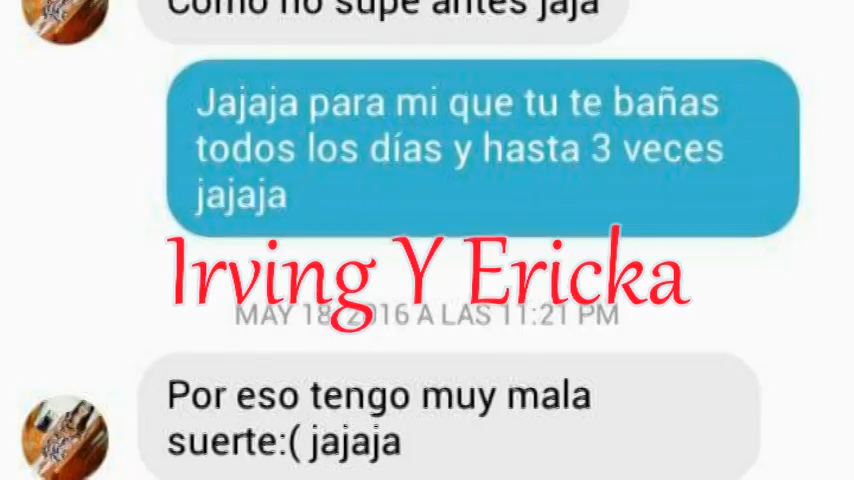 Como no supe antes jaja
Jajaja para mi que tu te bañas
todos los días y hasta 3 veces
jajaja
Irving Y Ericka
MAY 18, 2016 A LAS 11:21 PM
Por eso tengo muy mala
suerte:( jajaja